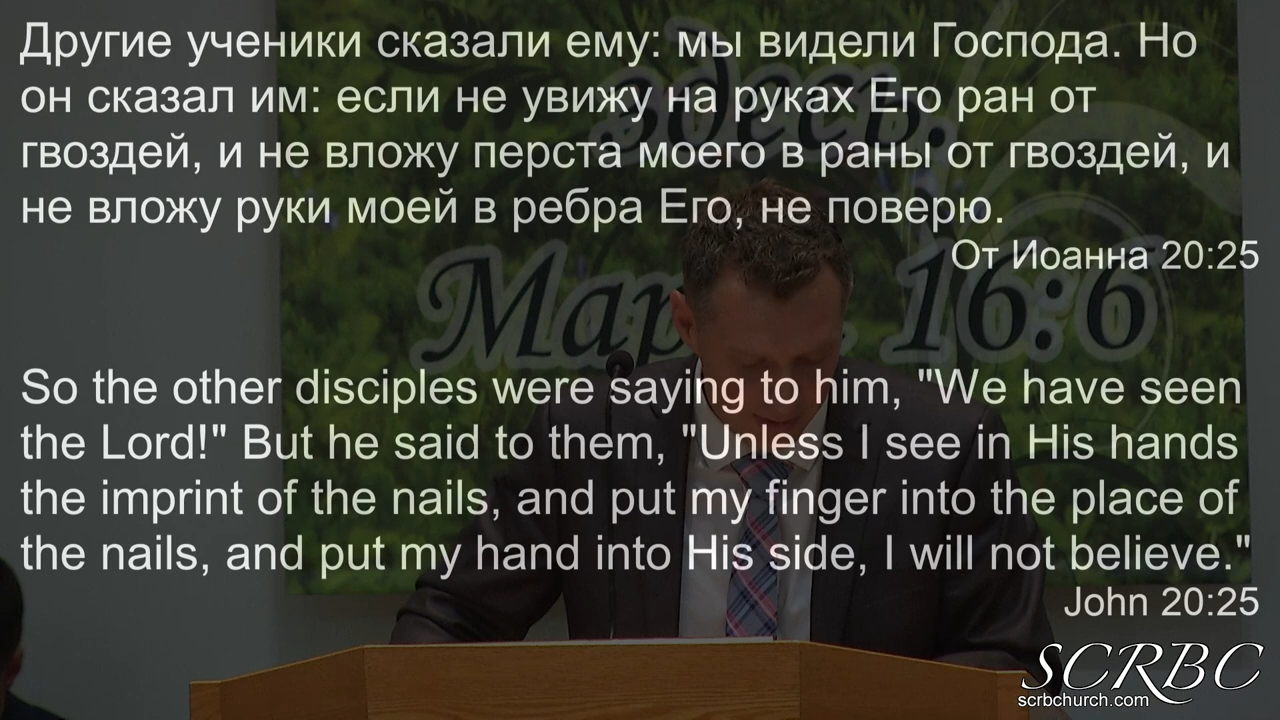 Другие ученики сказали ему: мы видели Господа. Но
он сказал им: если не увижу на руках Его ран от
гвоздей, и не вложу перста моего в раны от гвоздей, и
не вложу руки моей в ребра Его, не поверю.
От Иоанна 20:25
So the other disciples were saying to him, "We have seen
the Lord!" But he said to them, "Unless I see in His hands
the imprint of the nails, and put my finger into the place of
the nails, and put my hand into His side, I will not believe."
John 20:25
здесь.
16:6
SCRBC
scrbchurch.com